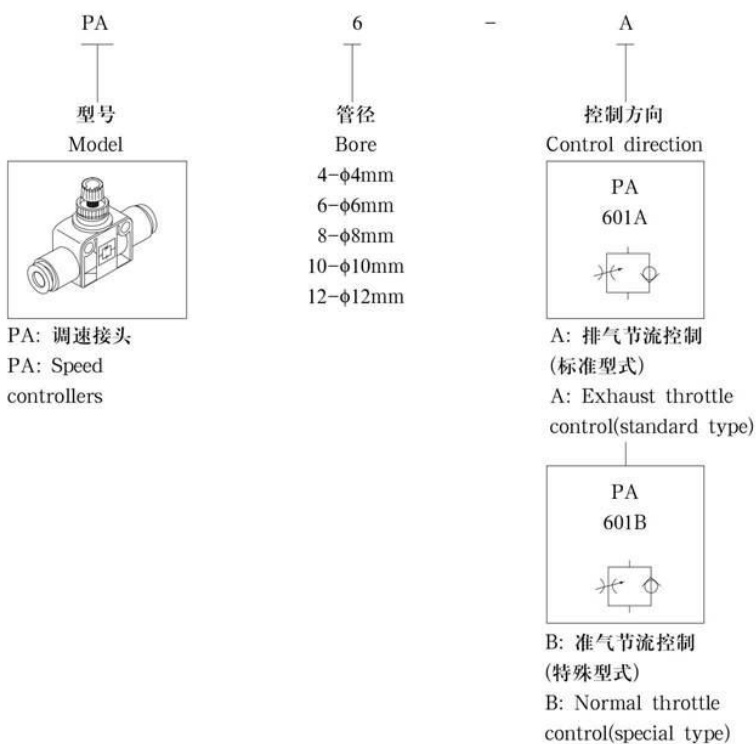 PA 6 - A
型号
Model
PA: 调速接头
PA: Speed
controllers
管径
Bore
4-φ4mm
6-φ6mm
8-φ8mm
10-φ10mm
12-φ12mm
控制方向
Control direction
PA
601A
A: 排气节流控制
(标准型式)
A: Exhaust throttle
control(standard type)
PA
601B
B: 准气节流控制
(特殊型式)
B: Normal throttle
control(special type)